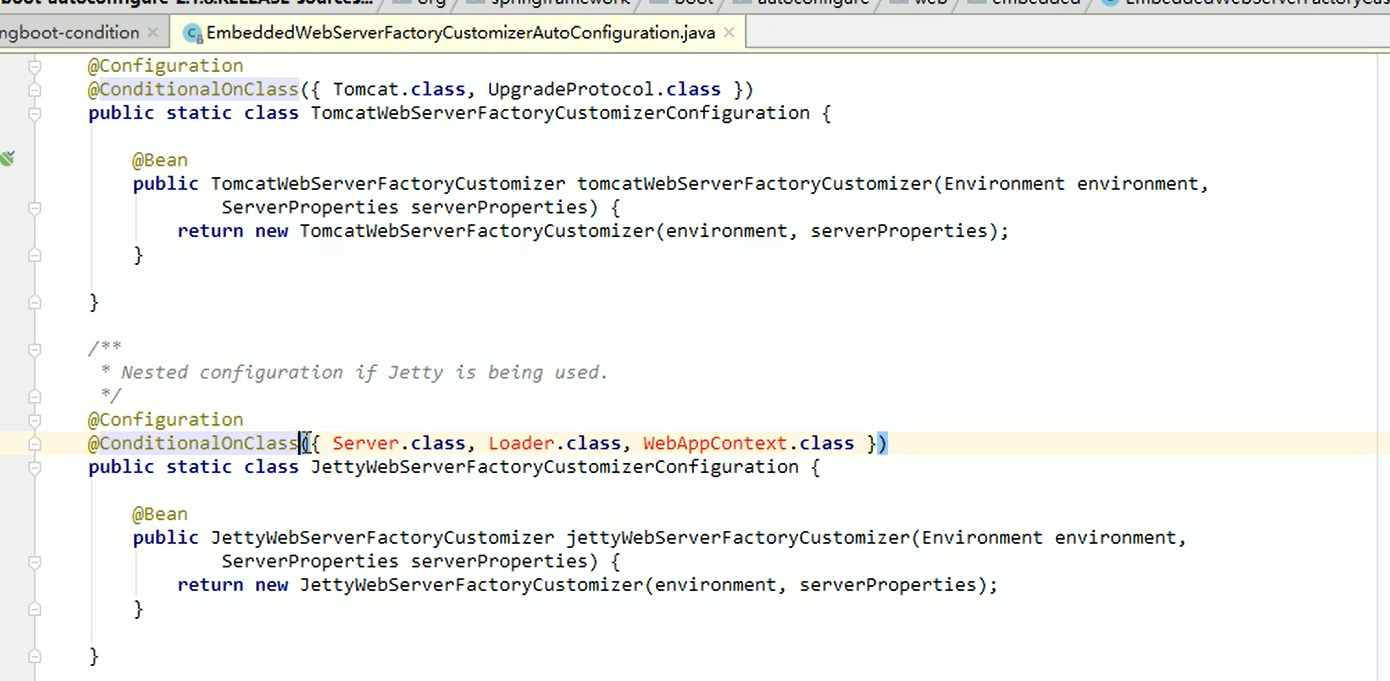 boot-autoconfigure-2.1.8.RELEASE-sources... org springframework boot autoconfigure web embedded
ngboot-condition EmbeddedWebServerFactoryCustomizerAutoConfiguration.java
@Configuration
@ConditionalOnClass({ Tomcat.class, UpgradeProtocol.class })
public static class TomcatWebServerFactoryCustomizerConfiguration {
@Bean
public TomcatWebServerFactoryCustomizer tomcatWebServerFactoryCustomizer(Environment environment,
ServerProperties serverProperties) {
return new TomcatWebServerFactoryCustomizer(environment, serverProperties);
}
}
/**
* Nested configuration if Jetty is being used.
*/
@Configuration
@ConditionalOnClass({ Server.class, Loader.class, WebAppContext.class })
public static class JettyWebServerFactoryCustomizerConfiguration {
@Bean
public JettyWebServerFactoryCustomizer jettyWebServerFactoryCustomizer(Environment environment,
ServerProperties serverProperties) {
return new JettyWebServerFactoryCustomizer(environment, serverProperties);
}
}